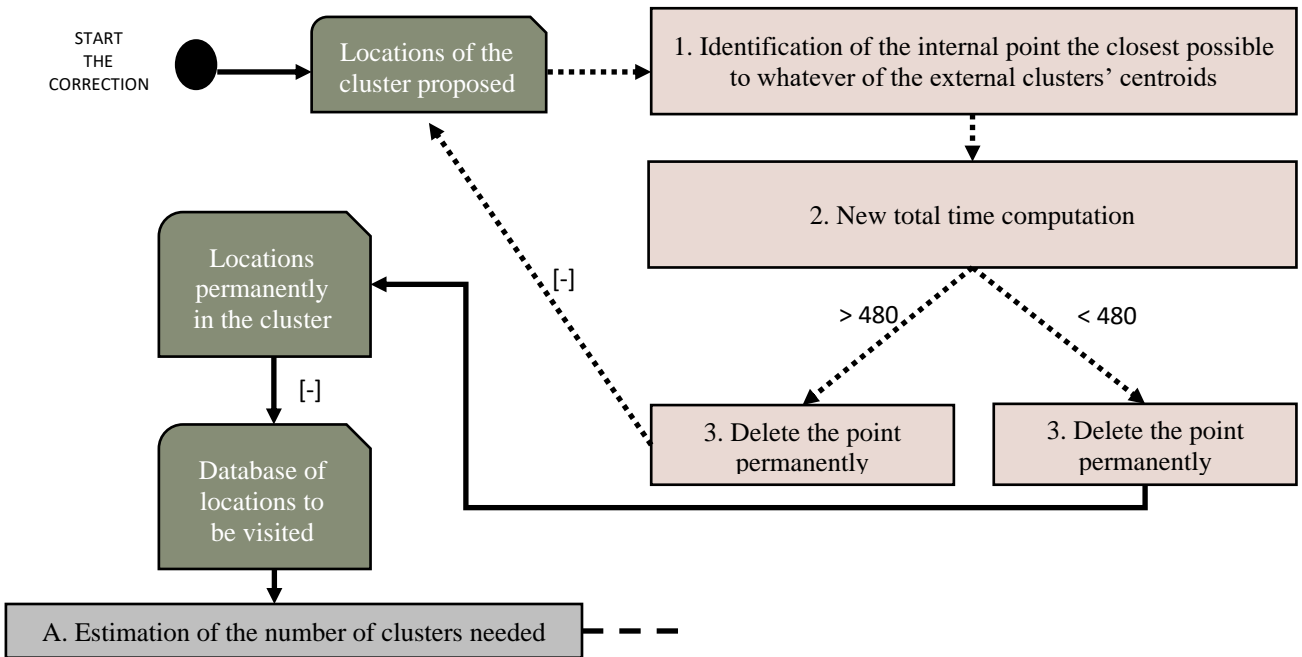 START
THE
CORRECTION
Locations of the
cluster proposed
1. Identification of the internal point the closest possible
to whatever of the external clusters’ centroids
2. New total time computation
Locations
permanently
in the cluster
[-]
> 480
< 480
[-]
3. Delete the point
permanently
3. Delete the point
permanently
Database of
locations to
be visited
A. Estimation of the number of clusters needed